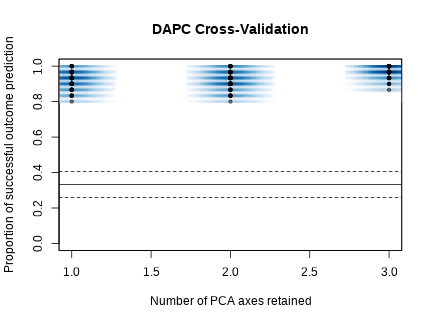 DAPC Cross-Validation
Proportion of successful outcome prediction
1.0
0.8
0.6
0.4
0.2
0.0
1.0 1.5 2.0 2.5 3.0
Number of PCA axes retained